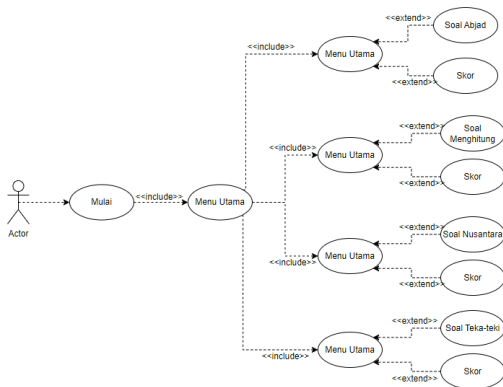 <<extend>>
Soal Abjad
<<include>>
Menu Utama
<<extend>>
Skor
<<extend>>
Soal
Menghitung
<<include>>
Menu Utama
<<extend>>
Skor
Actor
Mulai
<<include>>
Menu Utama
<<extend>>
Soal Nusantara
<<include>>
Menu Utama
<<extend>>
Skor
<<extend>>
Soal Teka-teki
<<include>>
Menu Utama
<<extend>>
Skor